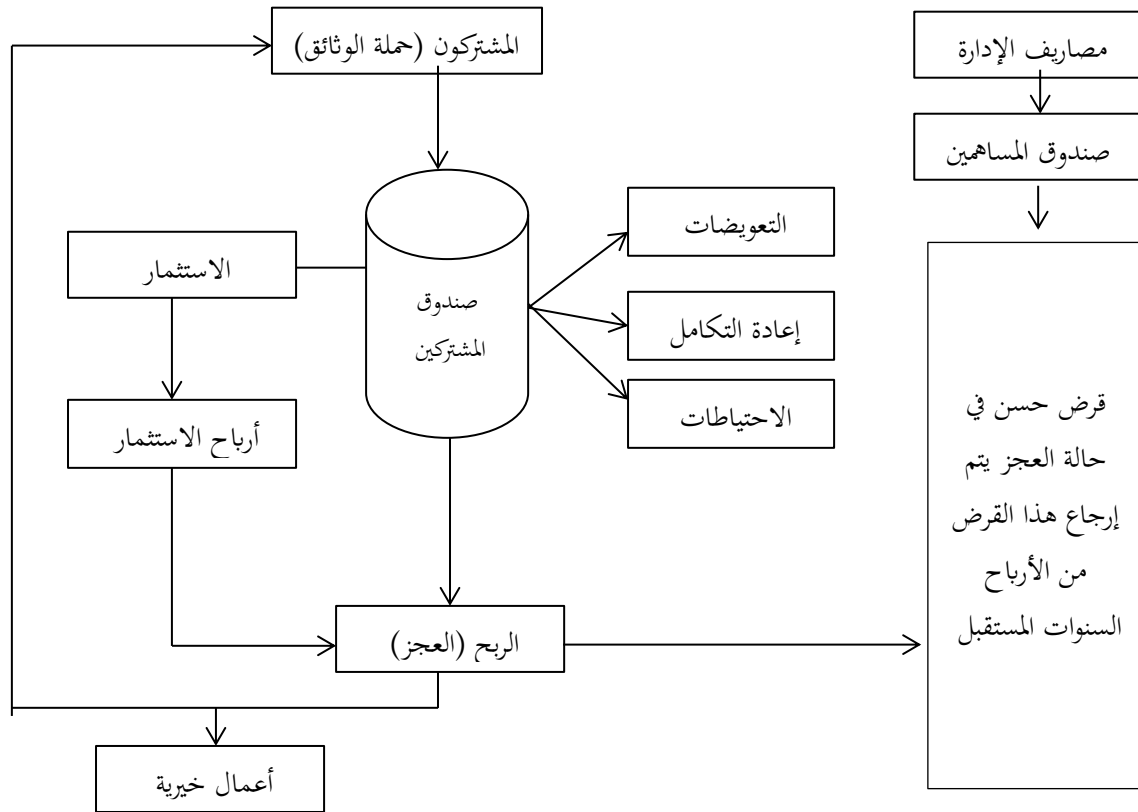 المشتركون (حملة الوثائق)
مصاريف الإدارة
صندوق المساهمين
التعويضات
الاستثمار
صندوق
المشتركين
إعادة التكامل
الاحتياطات
أرباح الاستثمار
قرض حسن في
حالة العجز يتم
إرجاع هذا القرض
من الأرباح
السنوات المستقبل
الربح (العجز)
أعمال خيرية